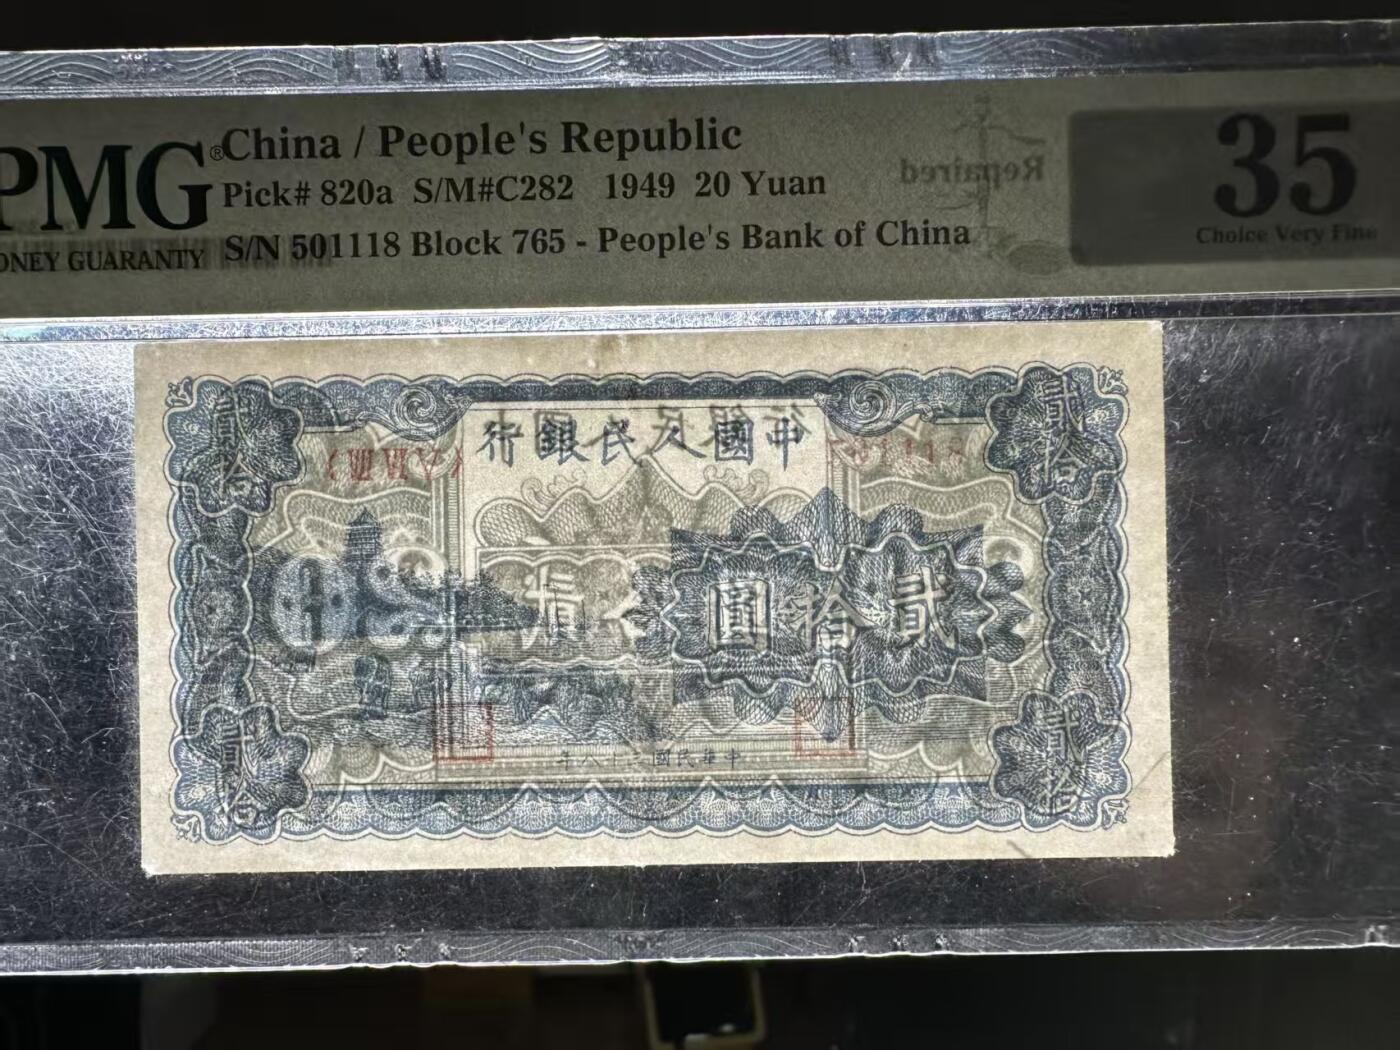 PMG® China / People's Republic
Pick# 820a S/M#C282 1949 20 Yuan
S/N 501118 Block 765 - People's Bank of China
MONEY GUARANTY
Repaired
35
Choice Very Fine
貳拾
貳拾
中國人民銀行
貳拾圓
貳拾
貳拾
中華民國三十八年